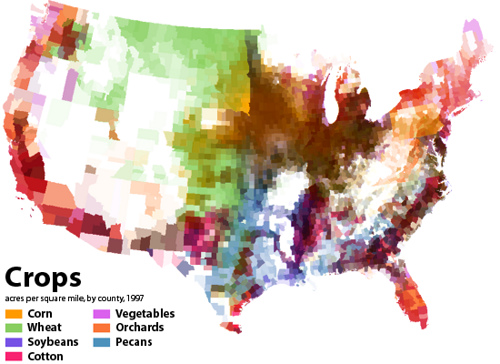 Crops
acres per square mile, by county, 1997
Corn
Wheat
Soybeans
Cotton
Vegetables
Orchards
Pecans